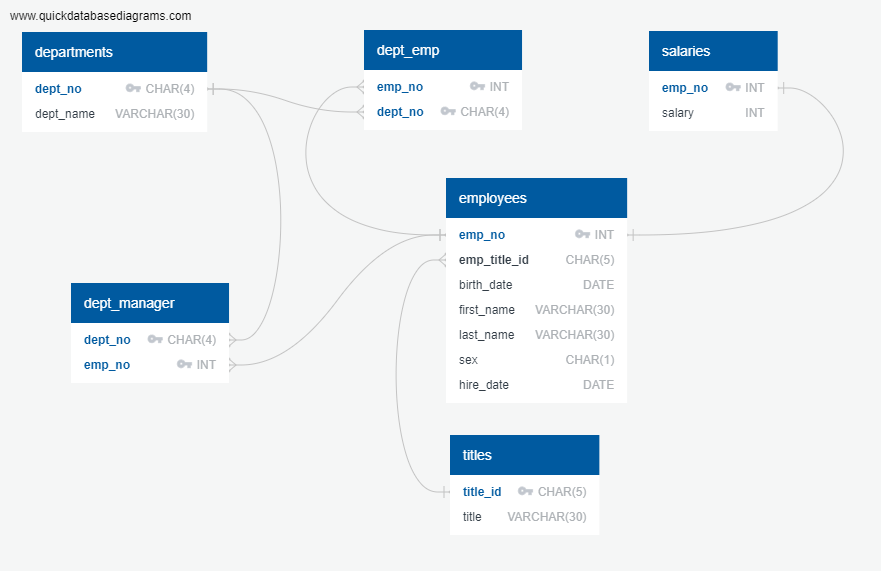 www.quickdatabasediagrams.com
departments
dept_no CHAR(4)
dept_name VARCHAR(30)
dept_emp
emp_no INT
dept_no CHAR(4)
salaries
emp_no INT
salary INT
employees
emp_no INT
emp_title_id CHAR(5)
birth_date DATE
first_name VARCHAR(30)
last_name VARCHAR(30)
sex CHAR(1)
hire_date DATE
dept_manager
dept_no CHAR(4)
emp_no INT
titles
title_id CHAR(5)
title VARCHAR(30)